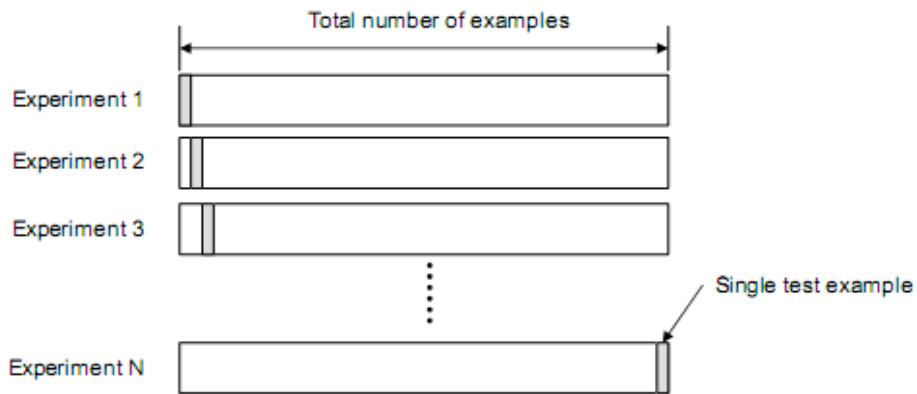 Total number of examples
Experiment 1
Experiment 2
Experiment 3
Single test example
Experiment N